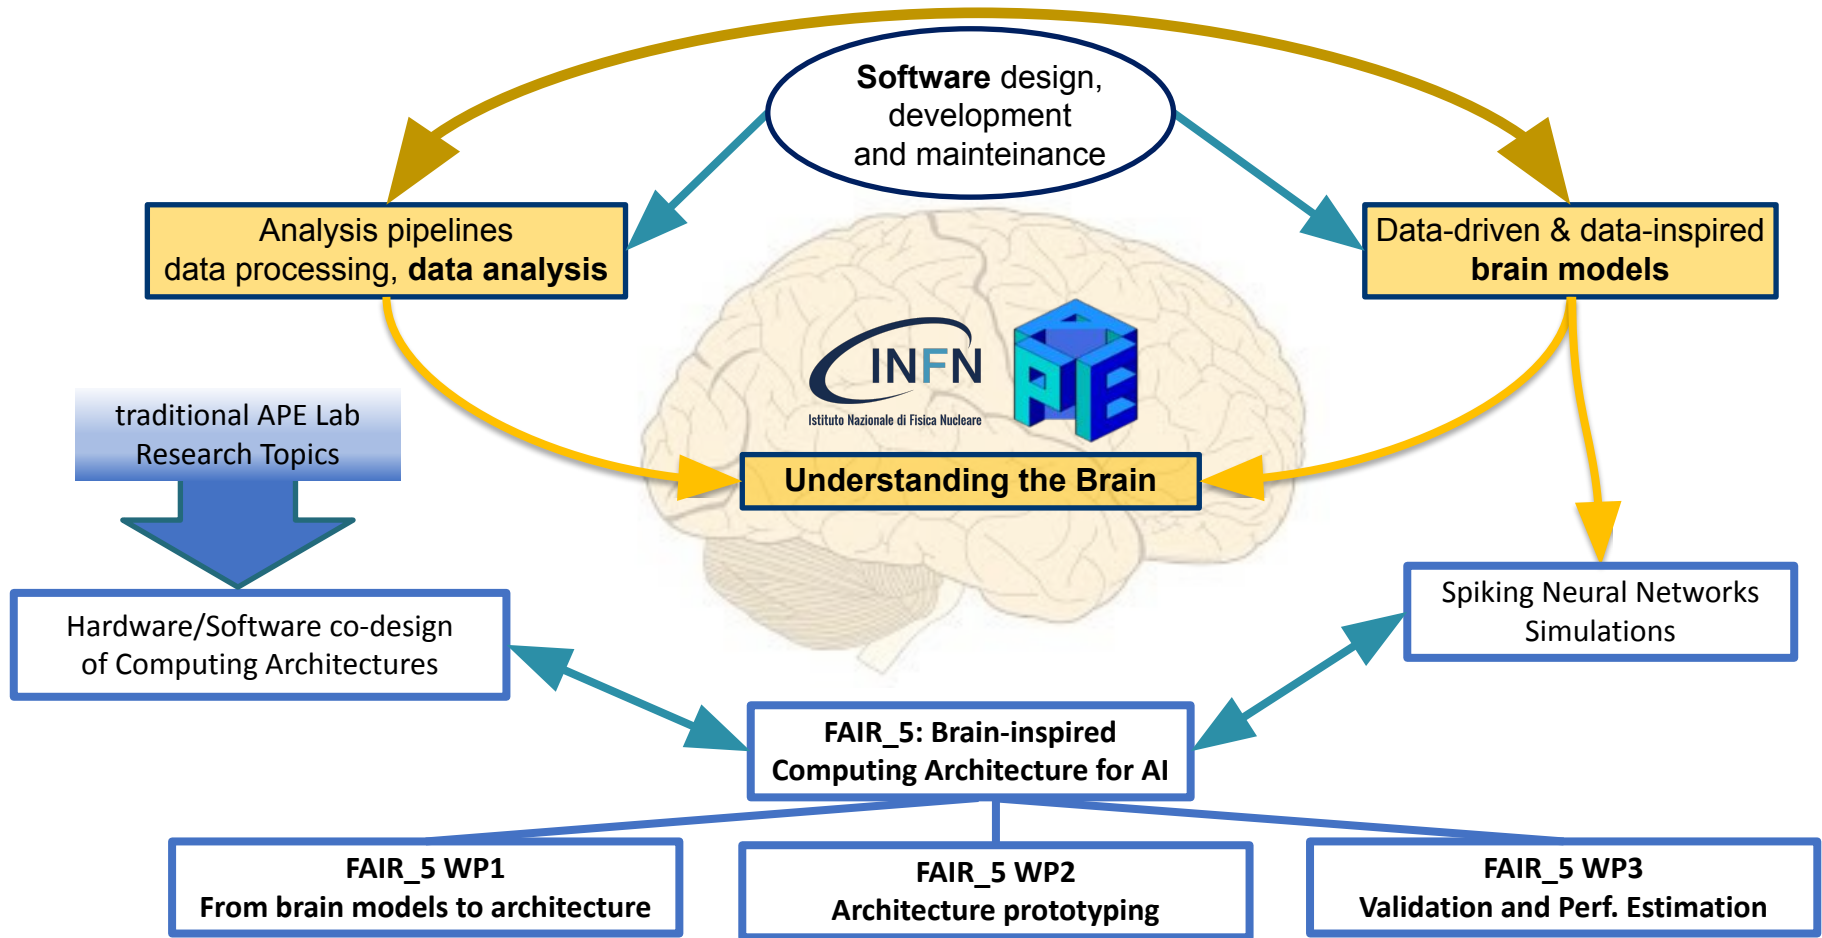 Software design,
development
and mainteinance
Analysis pipelines
data processing, data analysis
Data-driven & data-inspired
brain models
INFN
Istituto Nazionale di Fisica Nucleare
APE
traditional APE Lab
Research Topics
Understanding the Brain
Hardware/Software co-design
of Computing Architectures
Spiking Neural Networks
Simulations
FAIR_5: Brain-inspired
Computing Architecture for AI
FAIR_5 WP1
From brain models to architecture
FAIR_5 WP2
Architecture prototyping
FAIR_5 WP3
Validation and Perf. Estimation